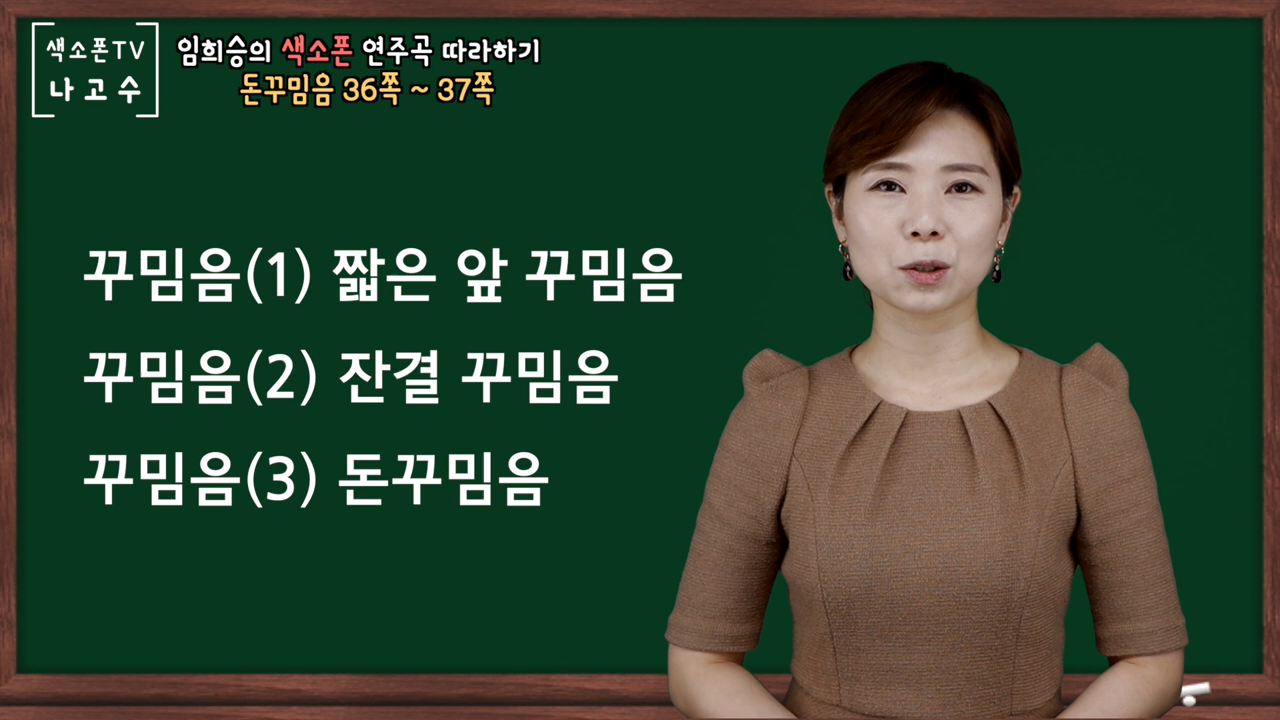 색소폰TV
나고수
임희승의 색소폰 연주곡 따라하기
돈꾸밈음 36쪽 ~ 37쪽
꾸밈음(1) 짧은 앞 꾸밈음
꾸밈음(2) 잔결 꾸밈음
꾸밈음(3) 돈꾸밈음